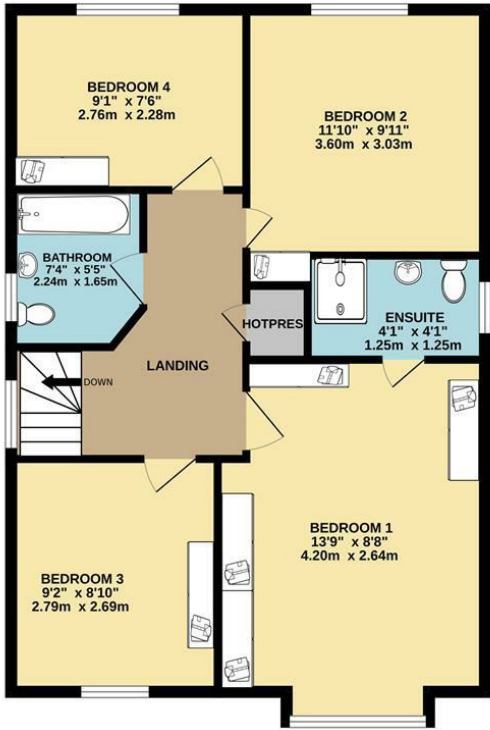 BEDROOM 4
9'1" x 7'6"
2.76m x 2.28m
BEDROOM 2
11'10" x 9'11"
3.60m x 3.03m
BATHROOM
7'4" x 5'5"
2.24m x 1.65m
HOTPRES
ENSUITE
4'1" x 4'1"
1.25m x 1.25m
LANDING
DOWN
BEDROOM 1
13'9" x 8'8"
4.20m x 2.64m
BEDROOM 3
9'2" x 8'10"
2.79m x 2.69m